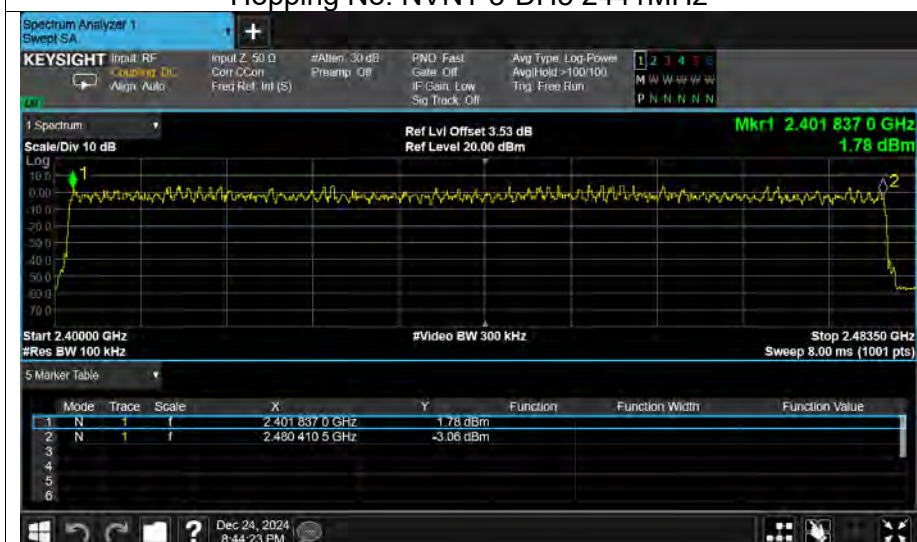 Hopping No. NVNT 3-DH5 2441MHz
Spectrum Analyzer 1
Swept SA
+
KEYSIGHT Input: RF Input Z: 50 Ω #Atten: 30 dB PNO: Fast Avg Type: Log-Power 1 2 3 4 5 6
Coupling: DC Corr CCorr Preamp: Off Gate: Off Avg|Hold: >100/100 M W W W W W
Align: Auto Freq Ref: Int (S) IF Gain: Low Trig: Free Run
Sig Track: Off P N N N N N
1 Spectrum
Ref Lvl Offset 3.53 dB Mkr1 2.401 837 0 GHz
Scale/Div 10 dB Ref Level 20.00 dBm 1.78 dBm
Log
10.0 1
0.00 2
-10.0
-20.0
-30.0
-40.0
-50.0
-60.0
-70.0
Start 2.40000 GHz #Video BW 300 kHz Stop 2.48350 GHz
#Res BW 100 kHz Sweep 8.00 ms (1001 pts)
5 Marker Table
Mode Trace Scale X Y Function Function Width Function Value
1 N 1 f 2.401 837 0 GHz 1.78 dBm
2 N 1 f 2.480 410 5 GHz -3.06 dBm
3
4
5
6
? Dec 24, 2024
8:44:23 PM